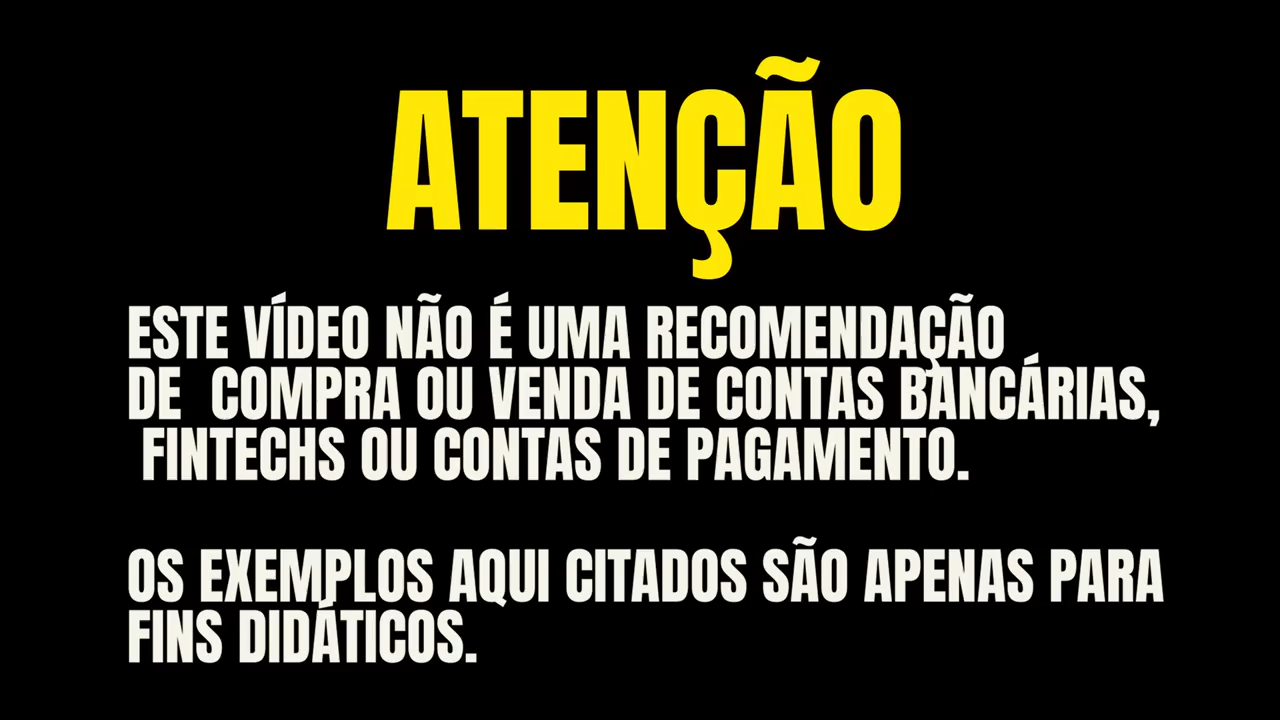 ATENÇÃO
ESTE VÍDEO NÃO É UMA RECOMENDAÇÃO
DE COMPRA OU VENDA DE CONTAS BANCÁRIAS,
FINTECHS OU CONTAS DE PAGAMENTO.
OS EXEMPLOS AQUI CITADOS SÃO APENAS PARA
FINS DIDÁTICOS.